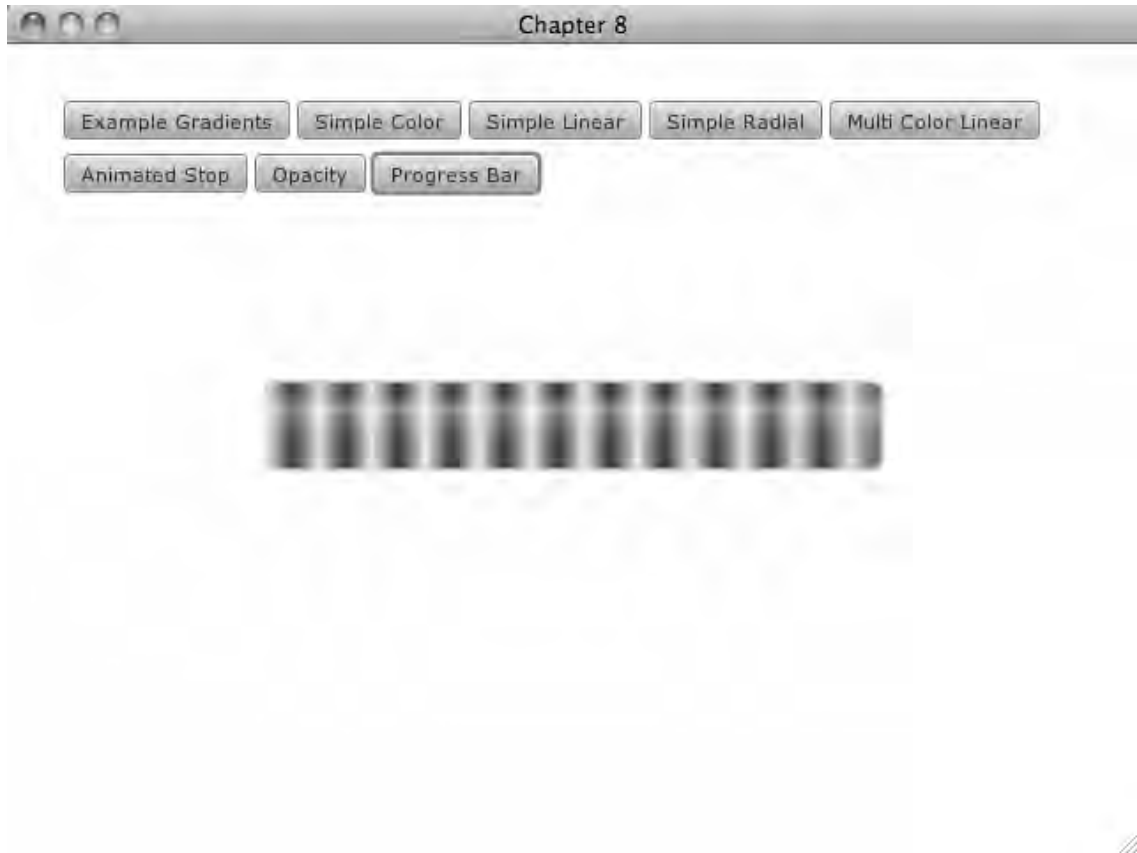 Chapter 8
Example Gradients Simple Color Simple Linear Simple Radial Multi Color Linear
Animated Stop Opacity Progress Bar